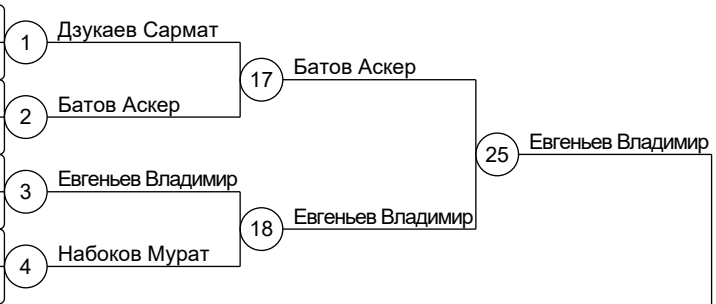 1
Дзукаев Сармат
17
Батов Аскер
2
Батов Аскер
25
Евгеньев Владимир
3
Евгеньев Владимир
18
Евгеньев Владимир
4
Набоков Мурат